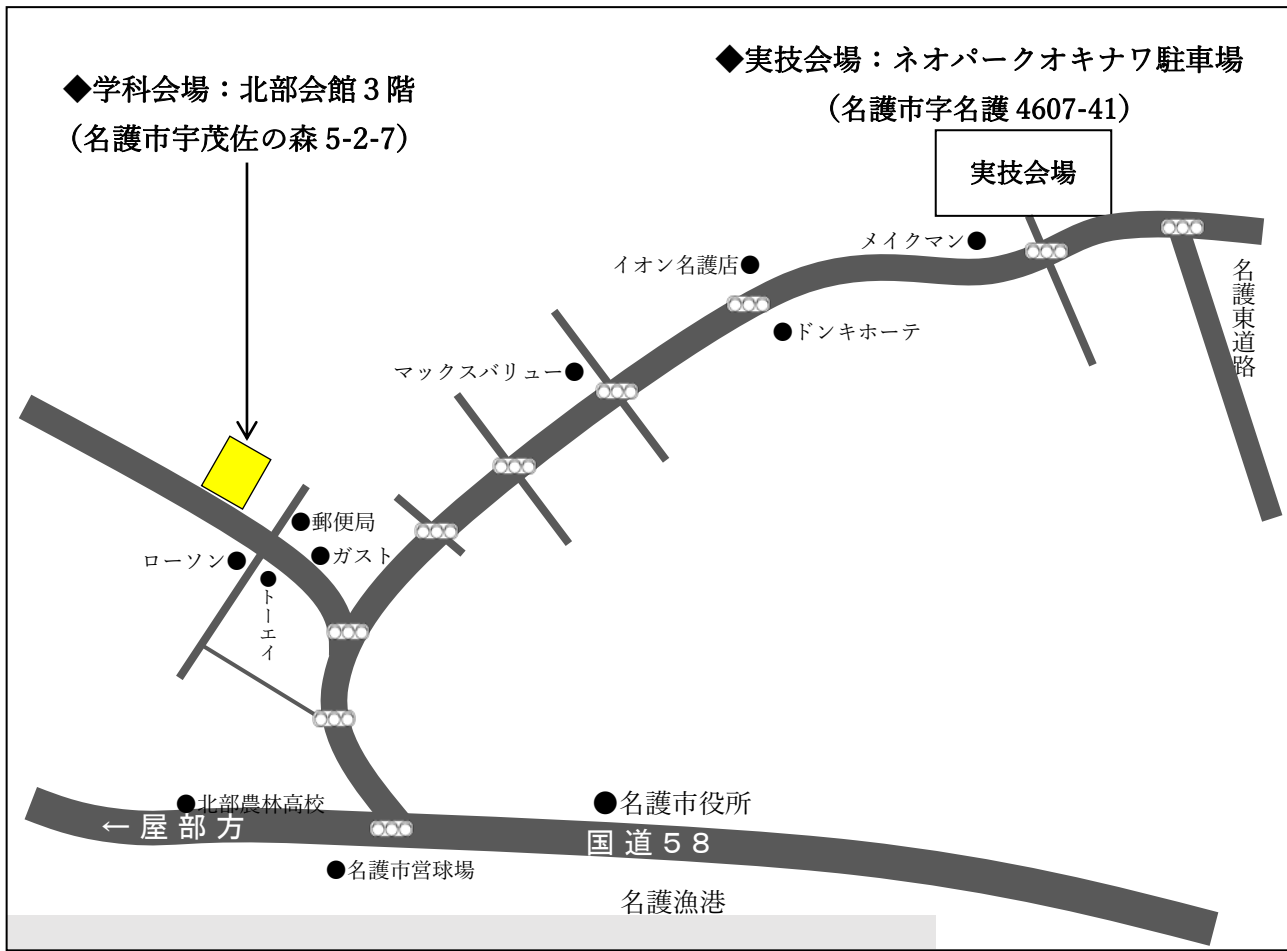 ◆学科会場：北部会館３階
（名護市宇茂佐の森 5-2-7）
◆実技会場：ネオパークオキナワ駐車場
（名護市字名護 4607-41）
実技会場
メイクマン
イオン名護店
ドンキホーテ
名護東道路
マックスバリュー
郵便局
ガスト
ローソン
トーエイ
北部農林高校
←屋部方
名護市役所
国道５８
名護市営球場
名護漁港